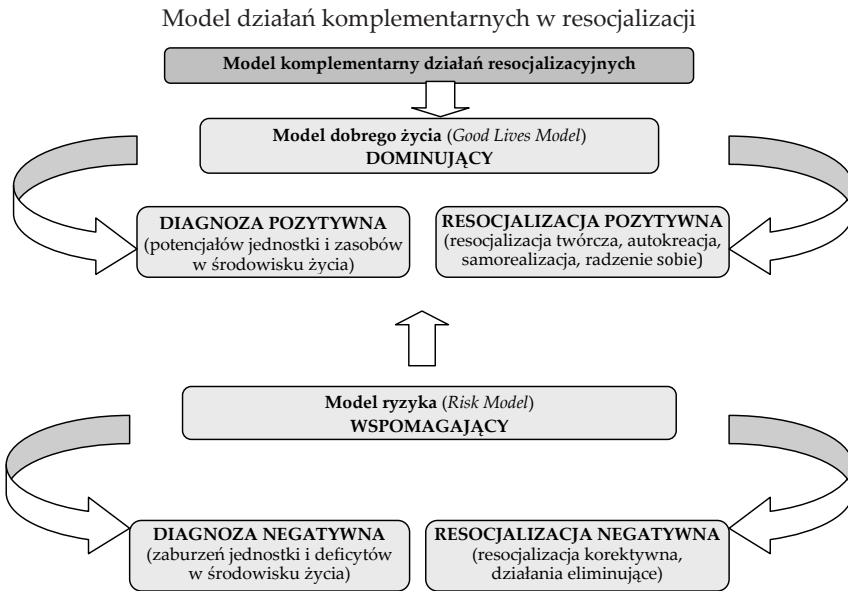 Model działań komplementarnych w resocjalizacji
Model komplementarny działań resocjalizacyjnych
Model dobrego życia (Good Lives Model)
DOMINUJĄCY
DIAGNOZA POZYTYWNA
(potencjałów jednostki i zasobów
w środowisku życia)
RESOCJALIZACJA POZYTYWNA
(resocjalizacja twórcza, autokreacja,
samorealizacja, radzenie sobie)
Model ryzyka (Risk Model)
WSPOMAGAJĄCY
DIAGNOZA NEGATYWNA
(zaburzeń jednostki i deficytów
w środowisku życia)
RESOCJALIZACJA NEGATYWNA
(resocjalizacja korektywna,
działania eliminujące)